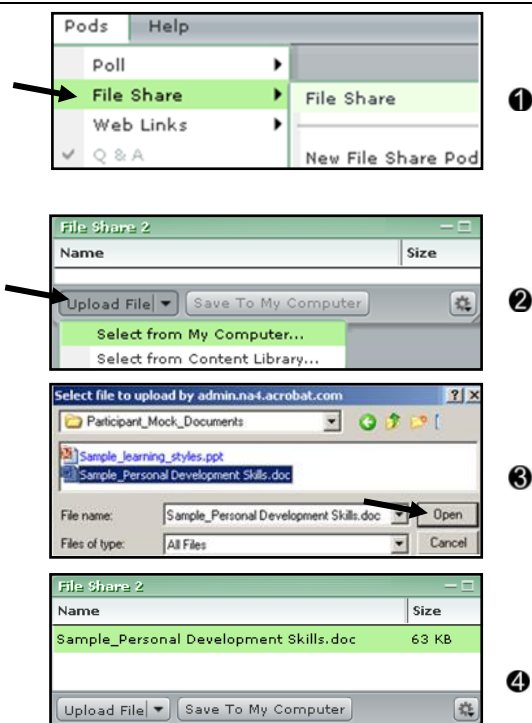 Pods Help
Poll
File Share File Share
Web Links
Q & A New File Share Pod
❶
File Share 2
Name Size
Upload File Save To My Computer
Select from My Computer...
Select from Content Library...
❷
Select file to upload by admin.na4.acrobat.com
Participant_Mock_Documents
Sample_learning_styles.ppt
Sample_Personal Development Skills.doc
File name: Sample_Personal Development Skills.doc Open
Files of type: All Files Cancel
❸
File Share 2
Name Size
Sample_Personal Development Skills.doc 63 KB
Upload File Save To My Computer
❹